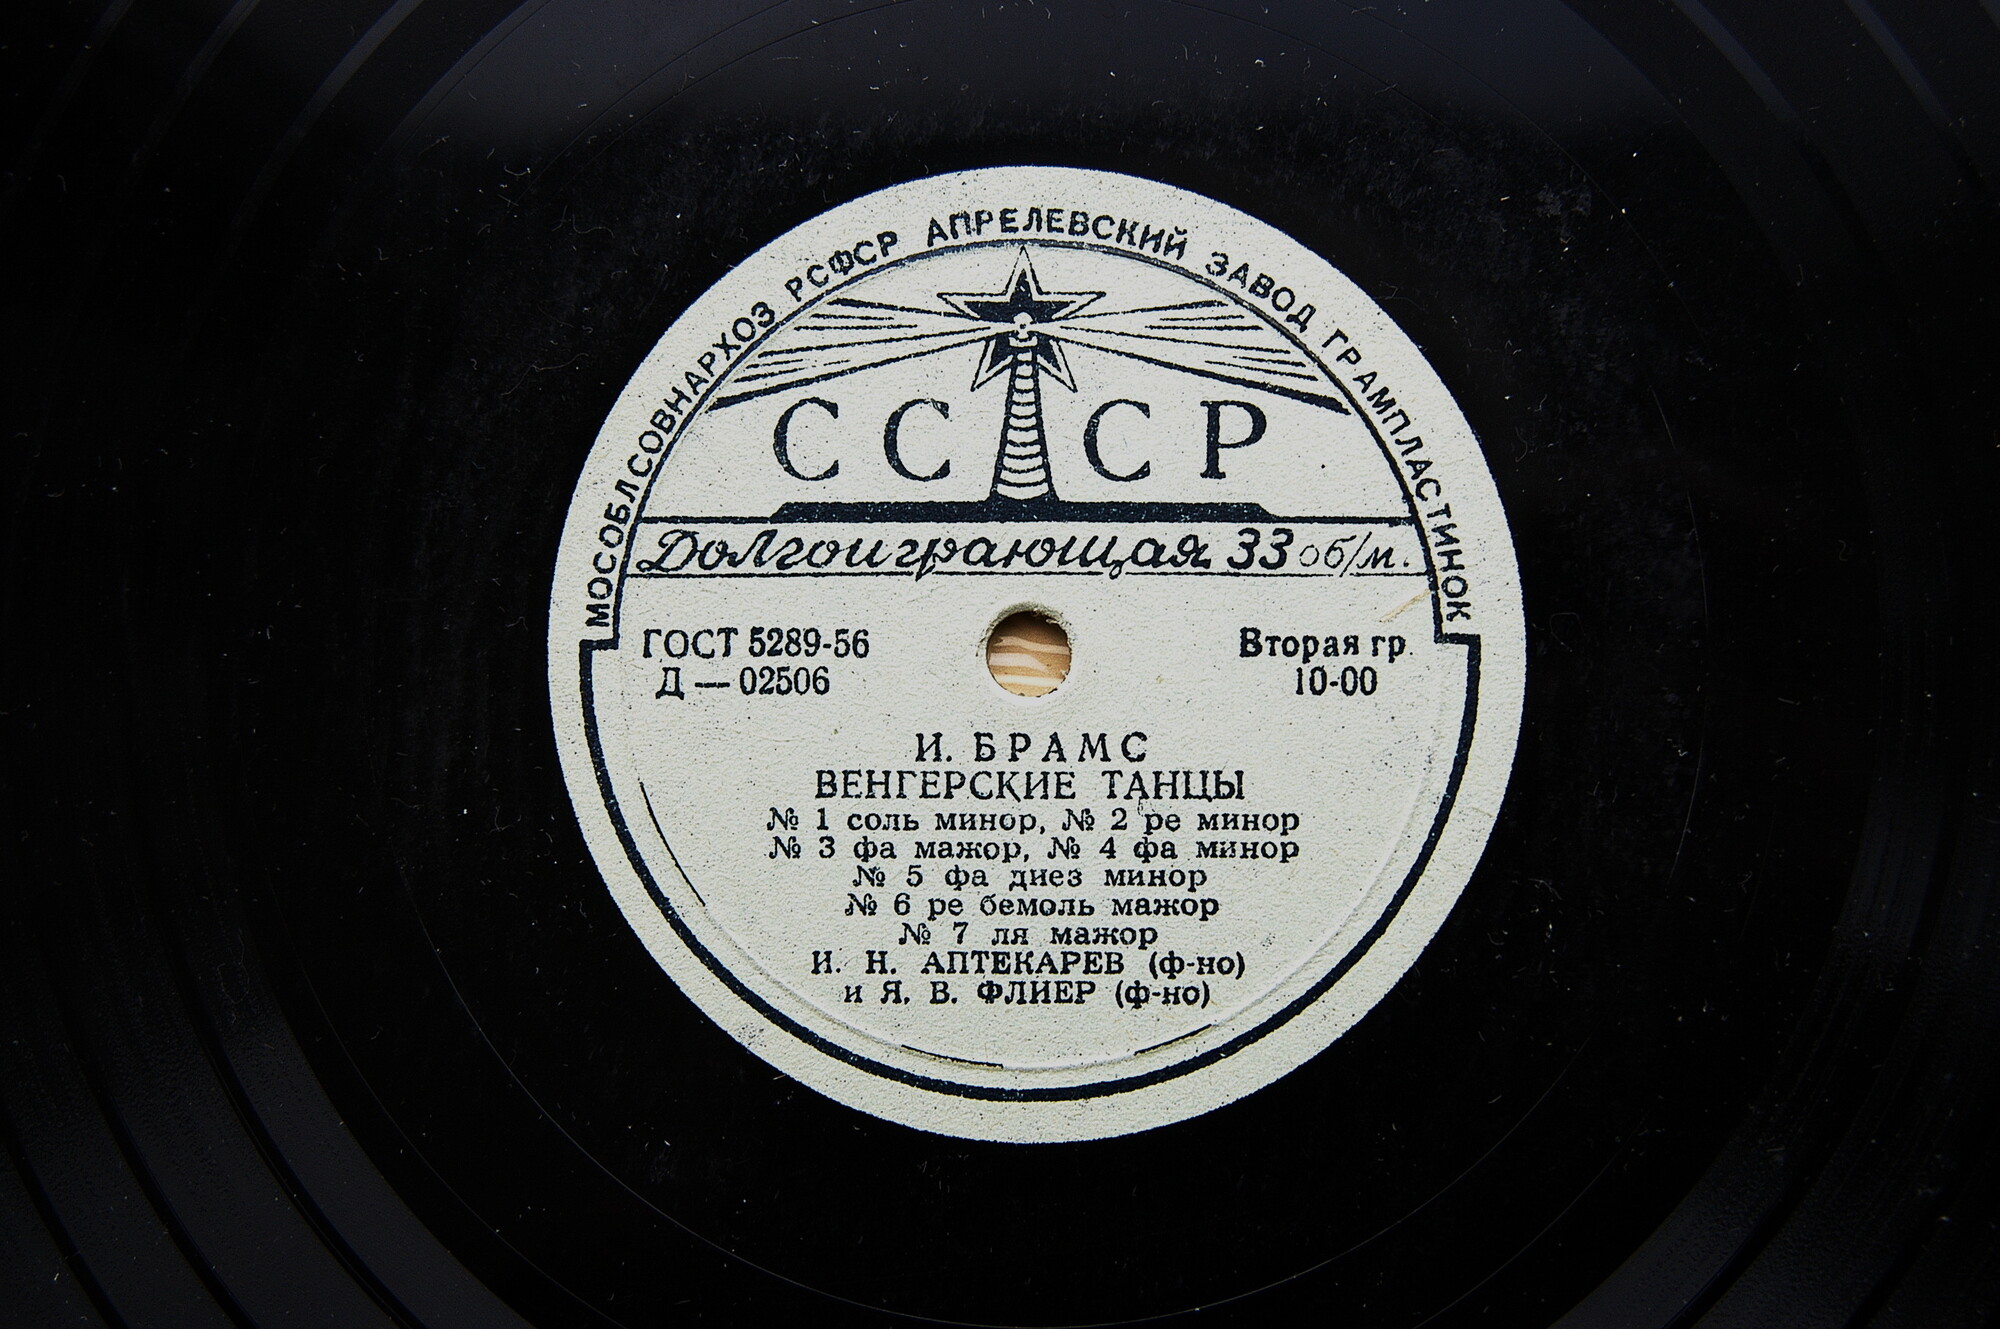 МОСОБЛСОВНАРХОЗ РСФСР АПРЕЛЕВСКИЙ ЗАВОД ГРАМПЛАСТИНОК
СССР
Долгоиграющая 33 об/м.
ГОСТ 5289-56
Д — 02506
Вторая гр.
10-00
И. БРАМС
ВЕНГЕРСКИЕ ТАНЦЫ
№ 1 соль минор, № 2 ре минор
№ 3 фа мажор, № 4 фа минор
№ 5 фа диез минор
№ 6 ре бемоль мажор
№ 7 ля мажор
И. Н. АПТЕКАРЕВ (ф-но)
и Я. В. ФЛИЕР (ф-но)